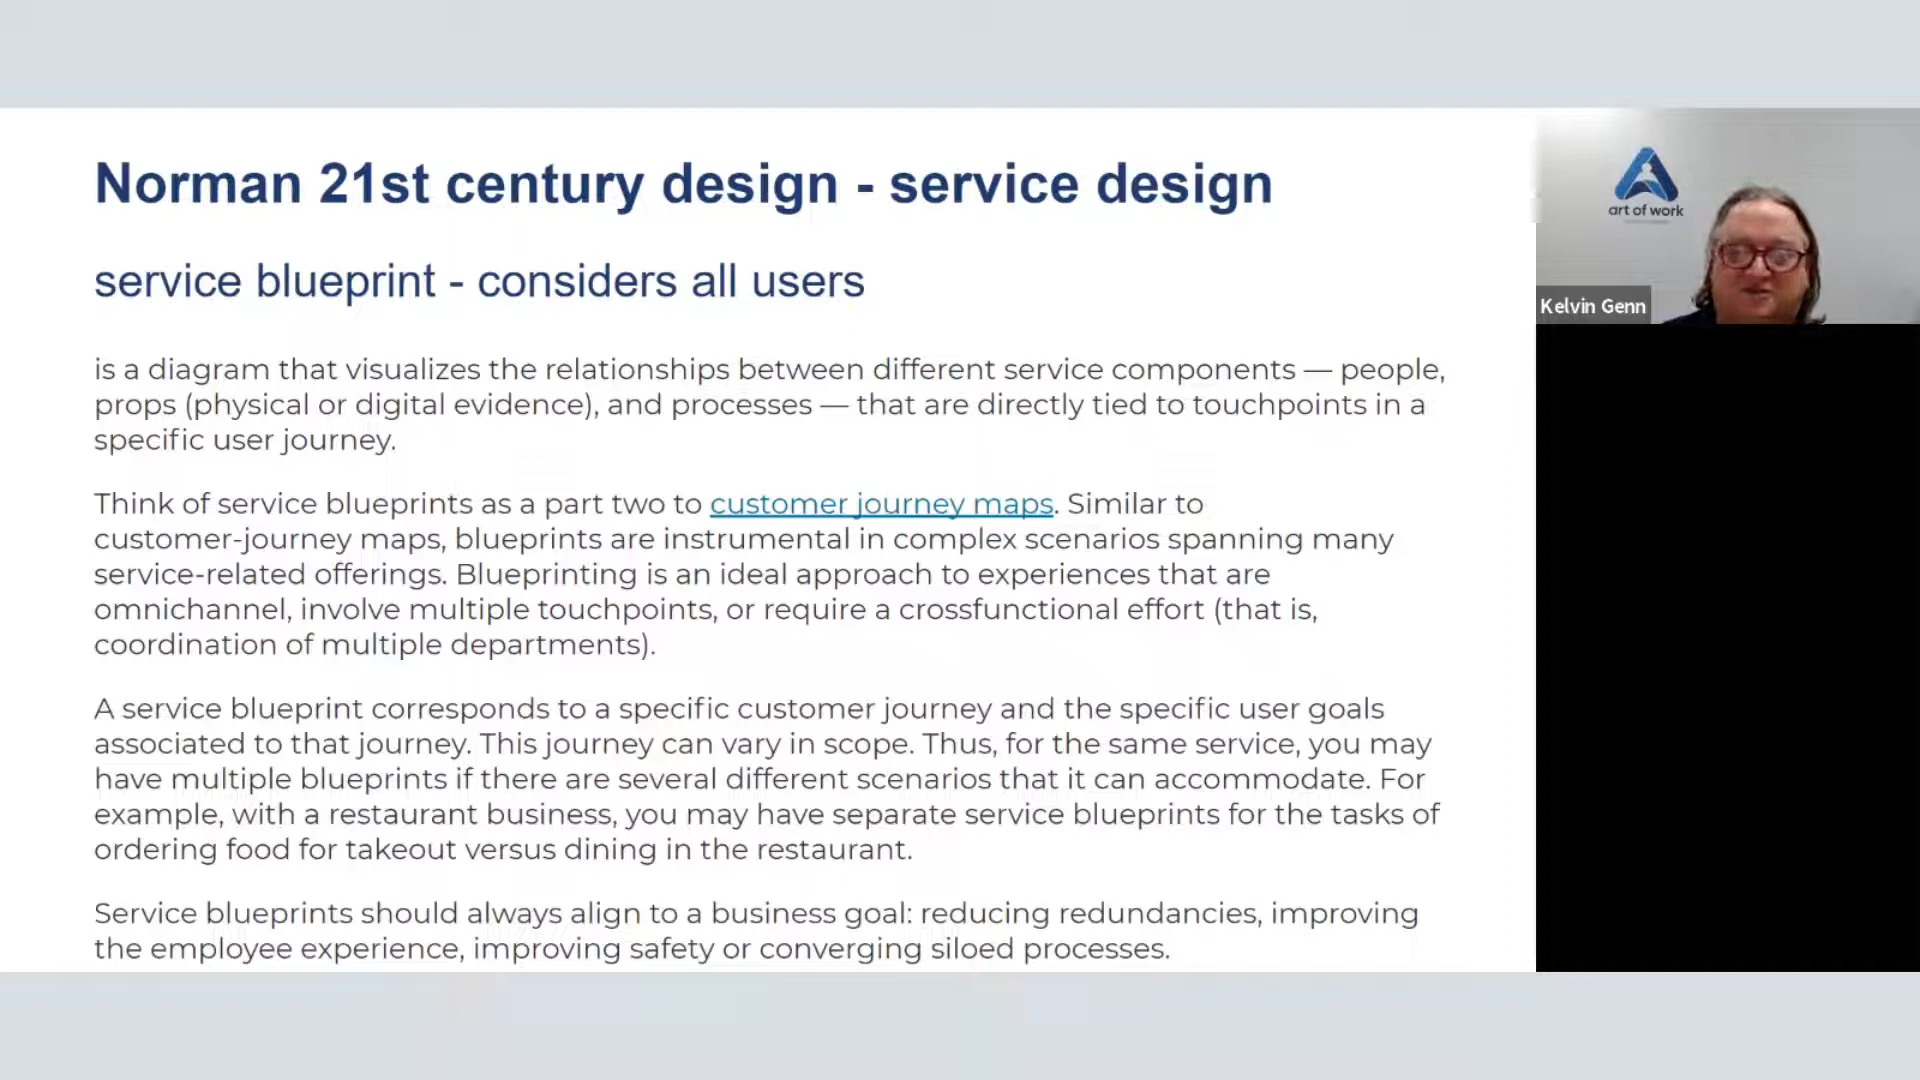 Norman 21st century design - service design
service blueprint - considers all users
is a diagram that visualizes the relationships between different service components — people,
props (physical or digital evidence), and processes — that are directly tied to touchpoints in a
specific user journey.
Think of service blueprints as a part two to customer journey maps. Similar to
customer-journey maps, blueprints are instrumental in complex scenarios spanning many
service-related offerings. Blueprinting is an ideal approach to experiences that are
omnichannel, involve multiple touchpoints, or require a crossfunctional effort (that is,
coordination of multiple departments).
A service blueprint corresponds to a specific customer journey and the specific user goals
associated to that journey. This journey can vary in scope. Thus, for the same service, you may
have multiple blueprints if there are several different scenarios that it can accommodate. For
example, with a restaurant business, you may have separate service blueprints for the tasks of
ordering food for takeout versus dining in the restaurant.
Service blueprints should always align to a business goal: reducing redundancies, improving
the employee experience, improving safety or converging siloed processes.
art of work
Kelvin Genn